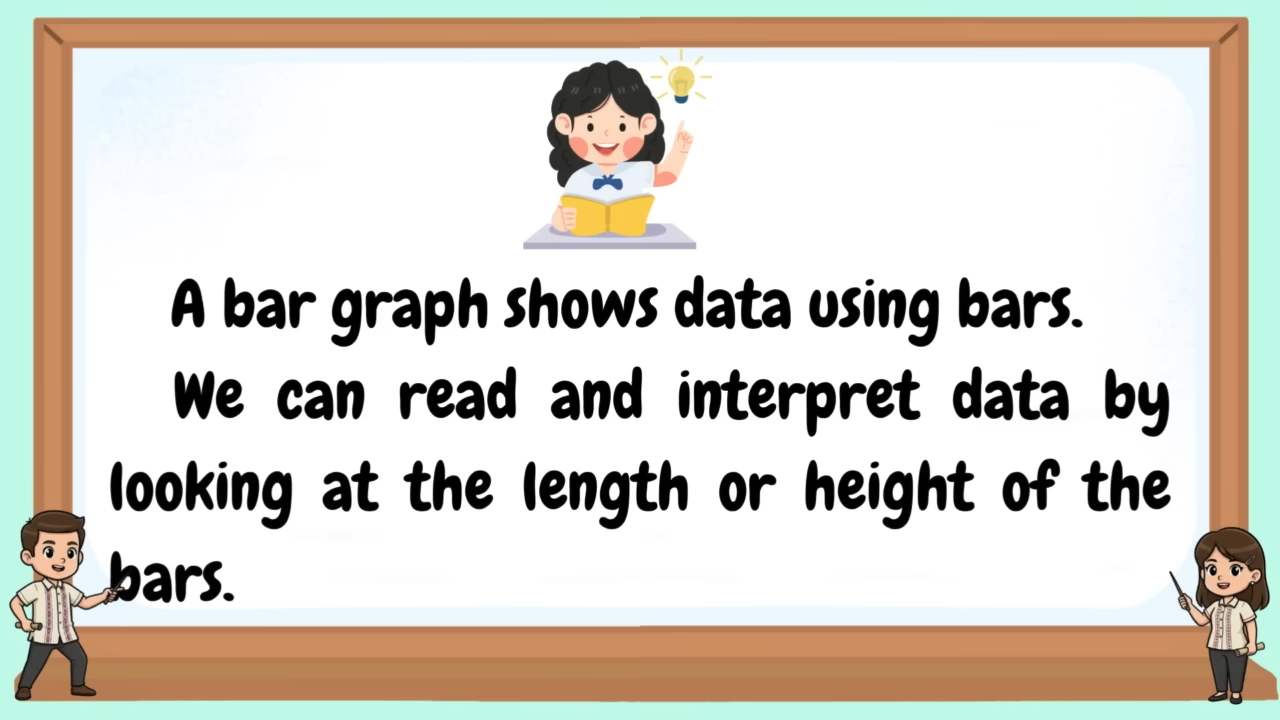 A bar graph shows data using bars.
We can read and interpret data by
looking at the length or height of the
bars.